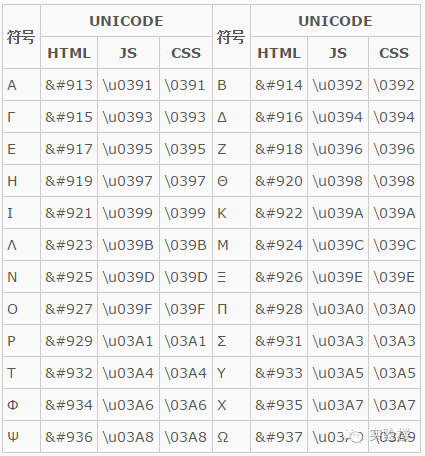 符号 UNICODE 符号 UNICODE
HTML JS CSS HTML JS CSS
Α &#913 \u0391 \0391 Β &#914 \u0392 \0392
Γ &#915 \u0393 \0393 Δ &#916 \u0394 \0394
Ε &#917 \u0395 \0395 Ζ &#918 \u0396 \0396
Η &#919 \u0397 \0397 Θ &#920 \u0398 \0398
Ι &#921 \u0399 \0399 Κ &#922 \u039A \039A
Λ &#923 \u039B \039B Μ &#924 \u039C \039C
Ν &#925 \u039D \039D Ξ &#926 \u039E \039E
Ο &#927 \u039F \039F Π &#928 \u03A0 \03A0
Ρ &#929 \u03A1 \03A1 Σ &#931 \u03A3 \03A3
Τ &#932 \u03A4 \03A4 Υ &#933 \u03A5 \03A5
Φ &#934 \u03A6 \03A6 Χ &#935 \u03A7 \03A7
Ψ &#936 \u03A8 \03A8 Ω &#937
实验楼